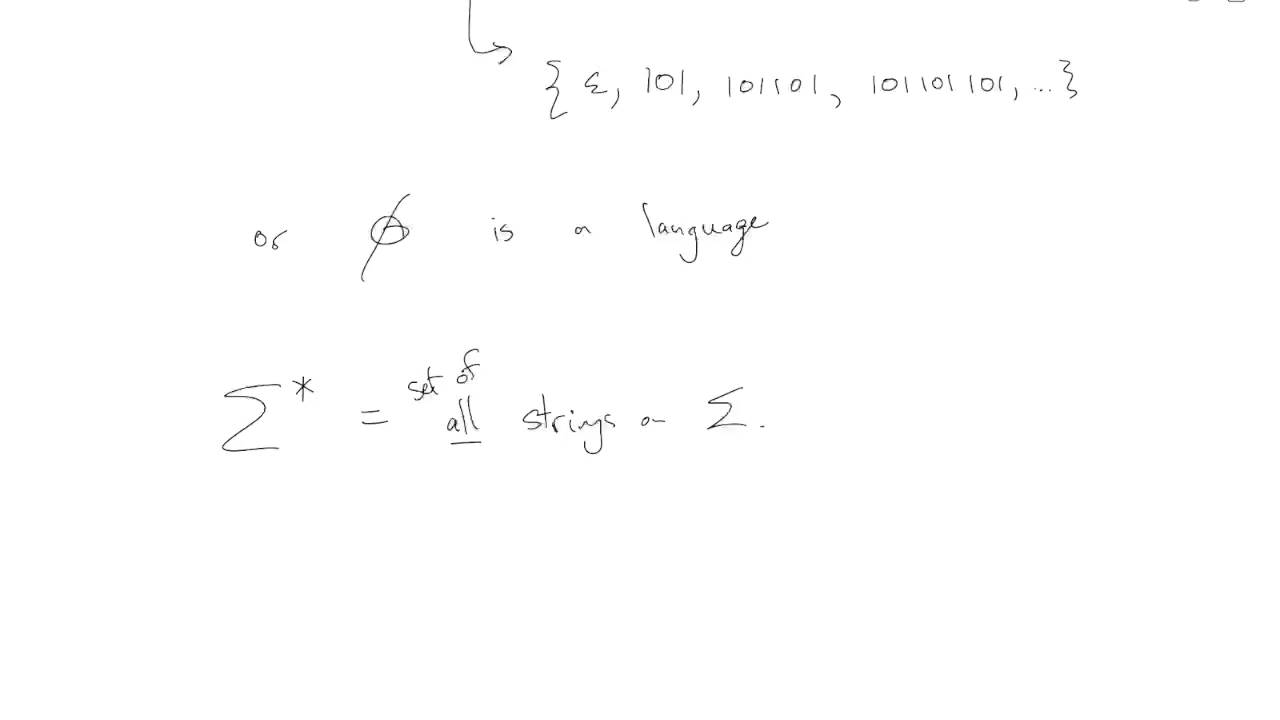 { ε, 101, 101101, 101101101, ...}
or ∅ is a language
Σ* = set of all strings on Σ.